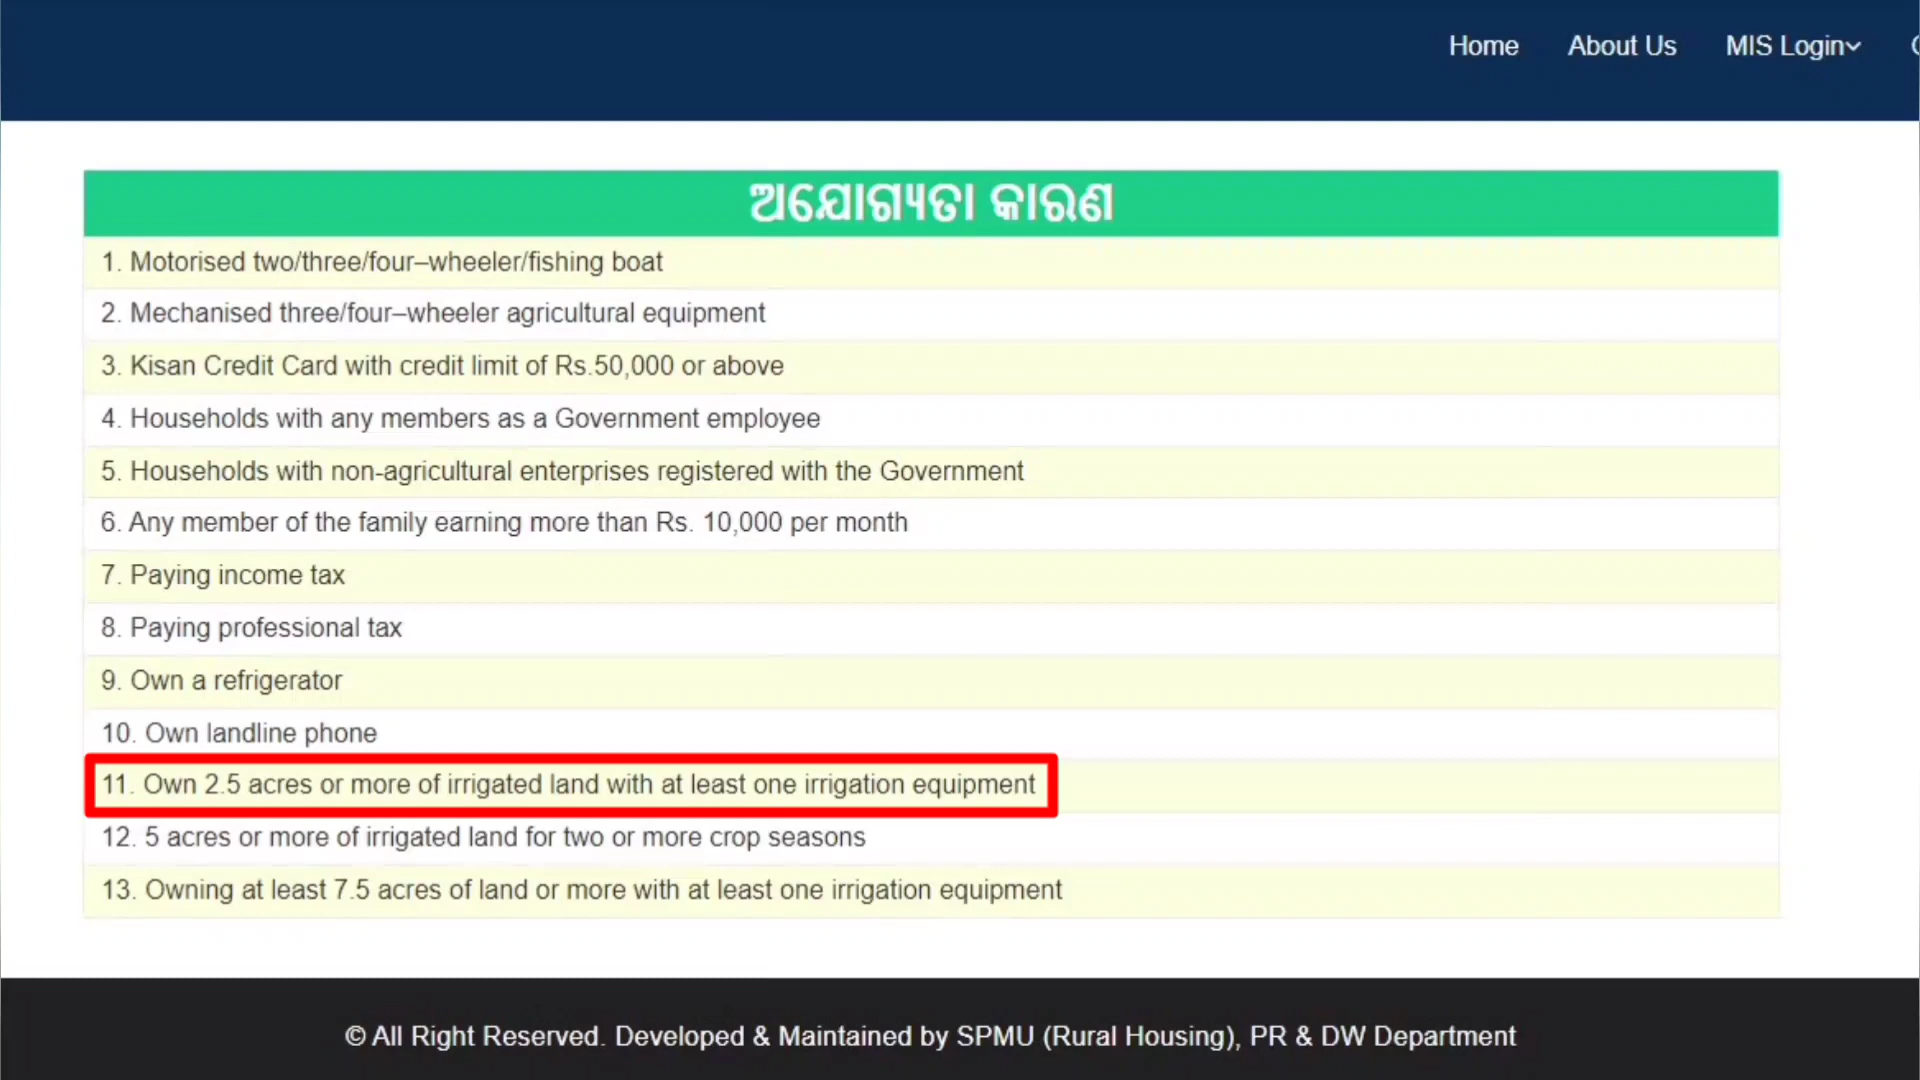 Home About Us MIS Login
ଅଯୋଗ୍ୟତା କାରଣ
1. Motorised two/three/four–wheeler/fishing boat
2. Mechanised three/four–wheeler agricultural equipment
3. Kisan Credit Card with credit limit of Rs.50,000 or above
4. Households with any members as a Government employee
5. Households with non-agricultural enterprises registered with the Government
6. Any member of the family earning more than Rs. 10,000 per month
7. Paying income tax
8. Paying professional tax
9. Own a refrigerator
10. Own landline phone
11. Own 2.5 acres or more of irrigated land with at least one irrigation equipment
12. 5 acres or more of irrigated land for two or more crop seasons
13. Owning at least 7.5 acres of land or more with at least one irrigation equipment
© All Right Reserved. Developed & Maintained by SPMU (Rural Housing), PR & DW Department